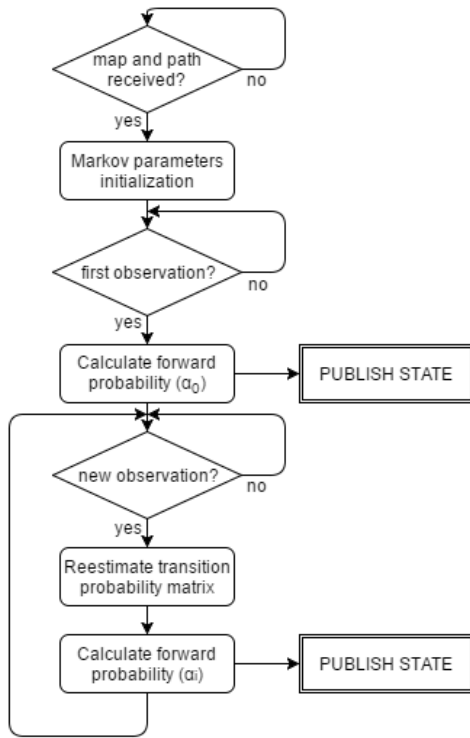 map and path
received?
no
yes
Markov parameters
initialization
first observation?
no
yes
Calculate forward
probability (α₀)
PUBLISH STATE
new observation?
no
yes
Reestimate transition
probability matrix
Calculate forward
probability (αᵢ)
PUBLISH STATE